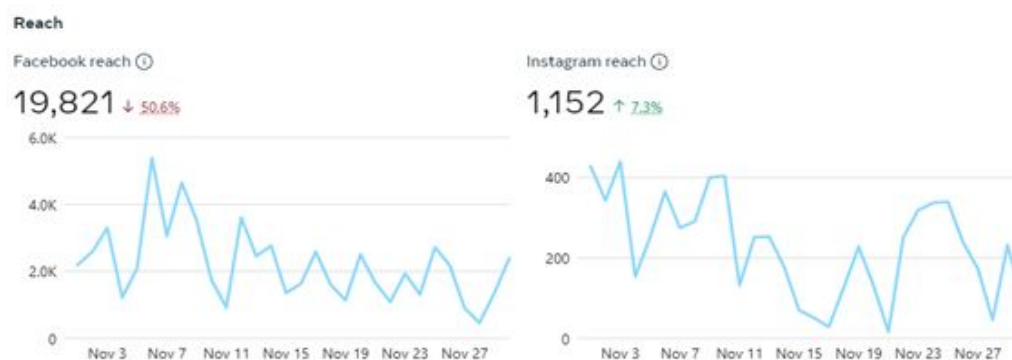 Reach
Facebook reach
19,821 ↓ 50.6%
6.0K
4.0K
2.0K
0
Nov 3 Nov 7 Nov 11 Nov 15 Nov 19 Nov 23 Nov 27
Instagram reach
1,152 ↑ 7.3%
400
200
0
Nov 3 Nov 7 Nov 11 Nov 15 Nov 19 Nov 23 Nov 27